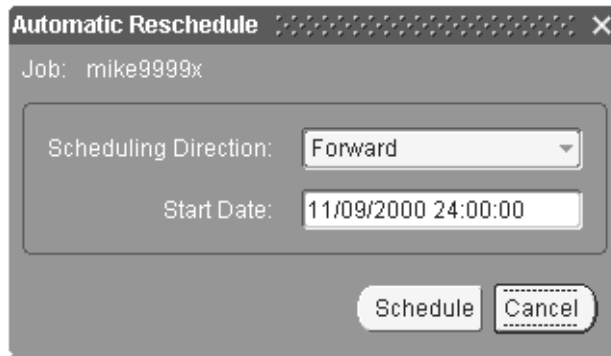 Automatic Reschedule
Job: mike9999x
Scheduling Direction: Forward
Start Date: 11/09/2000 24:00:00
Schedule Cancel